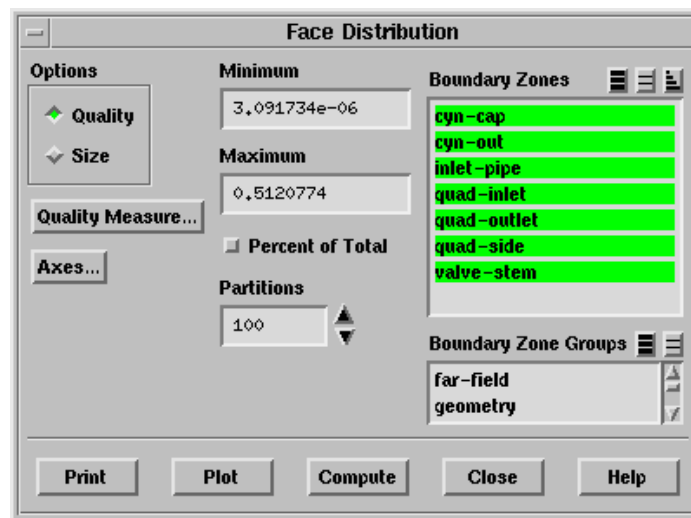 Face Distribution
Options
Quality
Size
Quality Measure...
Axes...
Minimum
3.091734e-06
Maximum
0.5120774
Percent of Total
Partitions
100
Boundary Zones
cyn-cap
cyn-out
inlet-pipe
quad-inlet
quad-outlet
quad-side
valve-stem
Boundary Zone Groups
far-field
geometry
Print
Plot
Compute
Close
Help